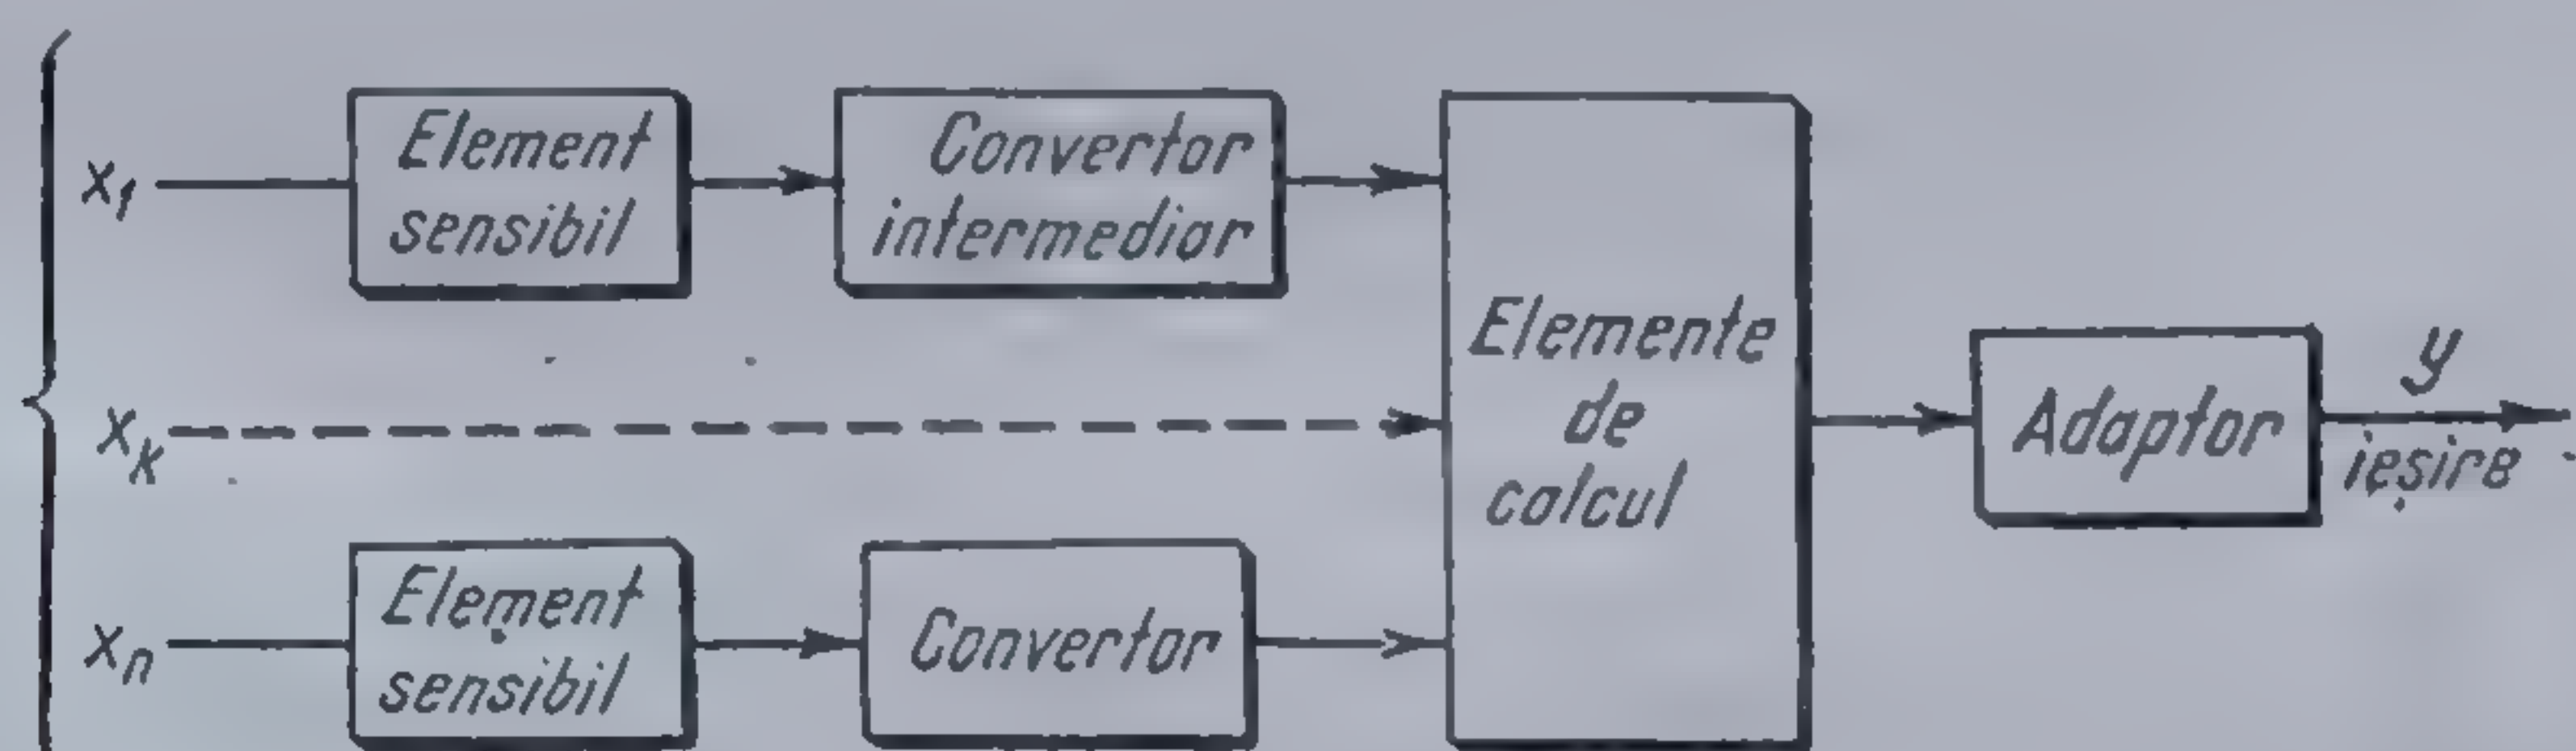 x₁
Element
sensibil
Convertor
intermediar
Elemente
de
calcul
xₖ
Adaptor
y
ieșire
xₙ
Element
sensibil
Convertor